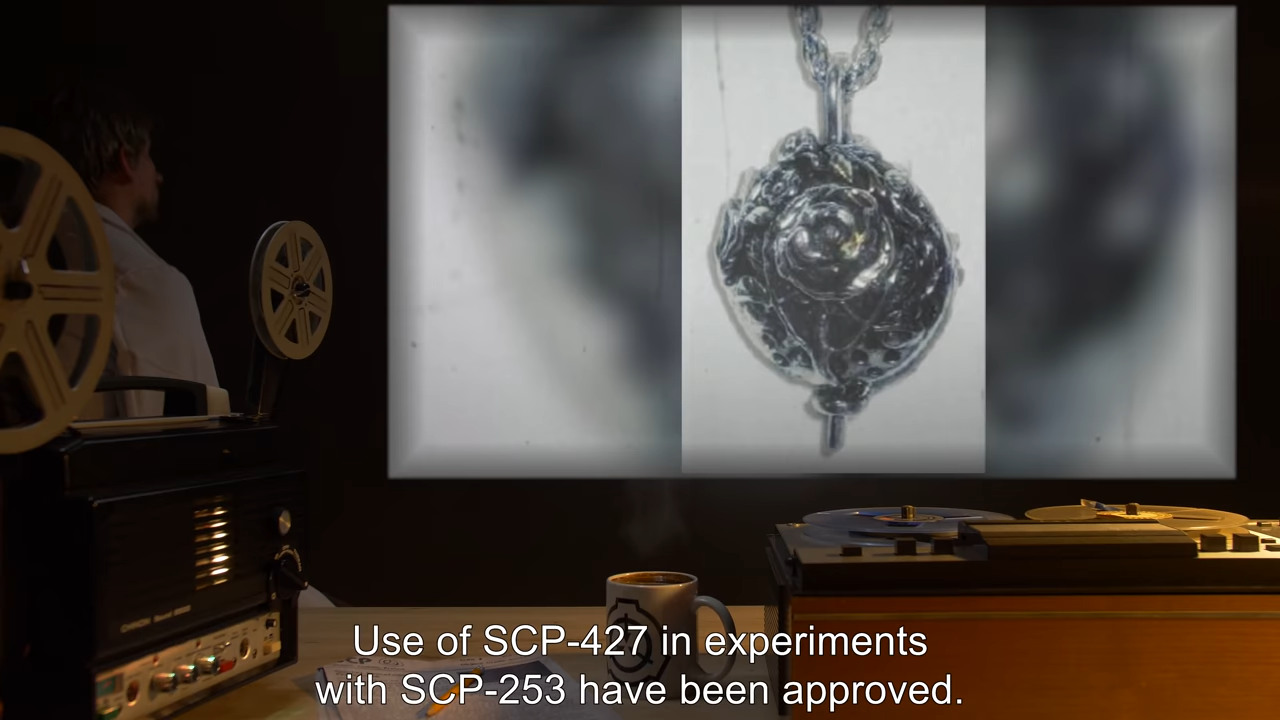 Use of SCP-427 in experiments
with SCP-253 have been approved.